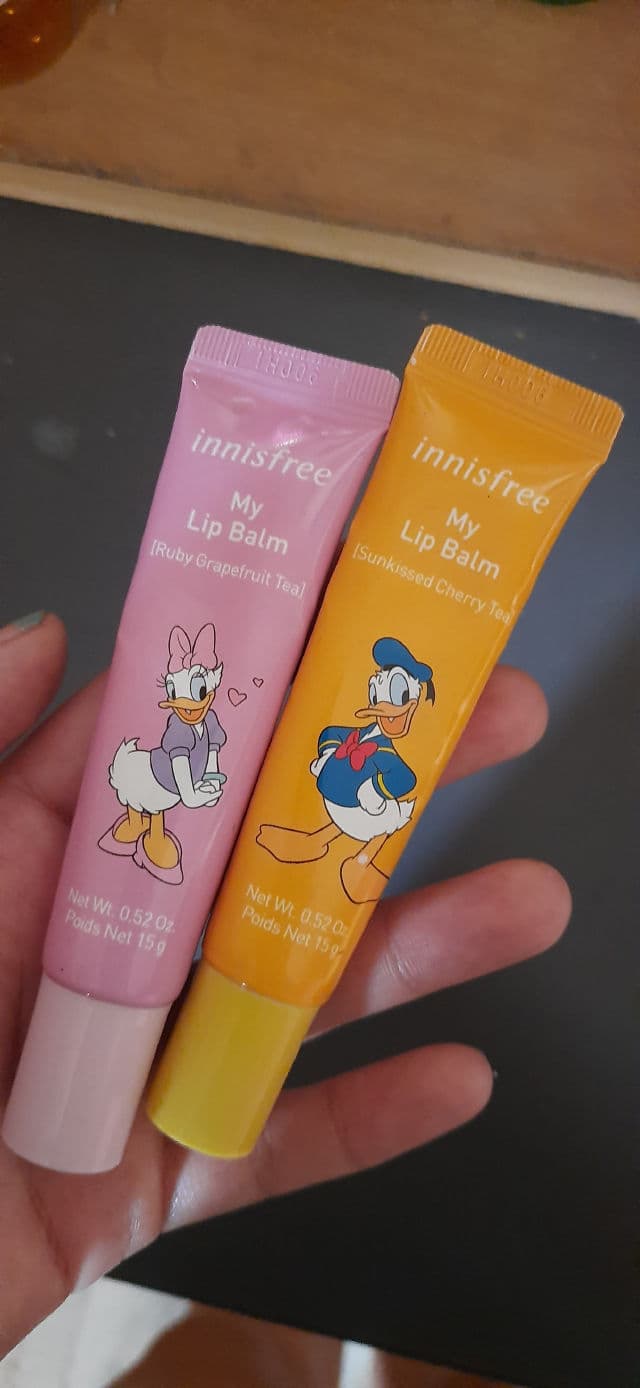 innisfree
My
Lip Balm
[Ruby Grapefruit Tea]
Net Wt. 0.52 Oz.
Poids Net 15 g
innisfree
My
Lip Balm
[Sunkissed Cherry Tea
Net Wt. 0.52 Oz
Poids Net 15 g